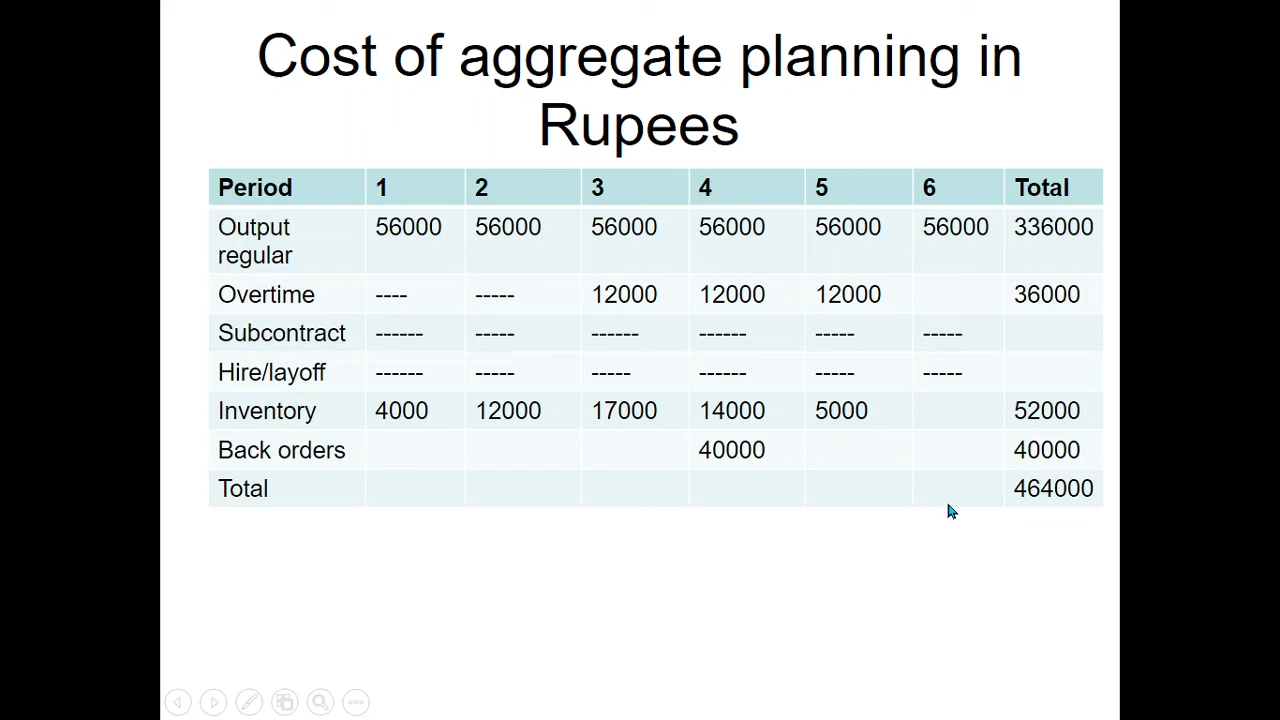 Cost of aggregate planning in
Rupees
Period 1 2 3 4 5 6 Total
Output regular 56000 56000 56000 56000 56000 56000 336000
Overtime ---- ----- 12000 12000 12000 36000
Subcontract ------ ----- ------ ------ ----- -----
Hire/layoff ------ ----- ----- ------ ----- -----
Inventory 4000 12000 17000 14000 5000 52000
Back orders 40000 40000
Total 464000